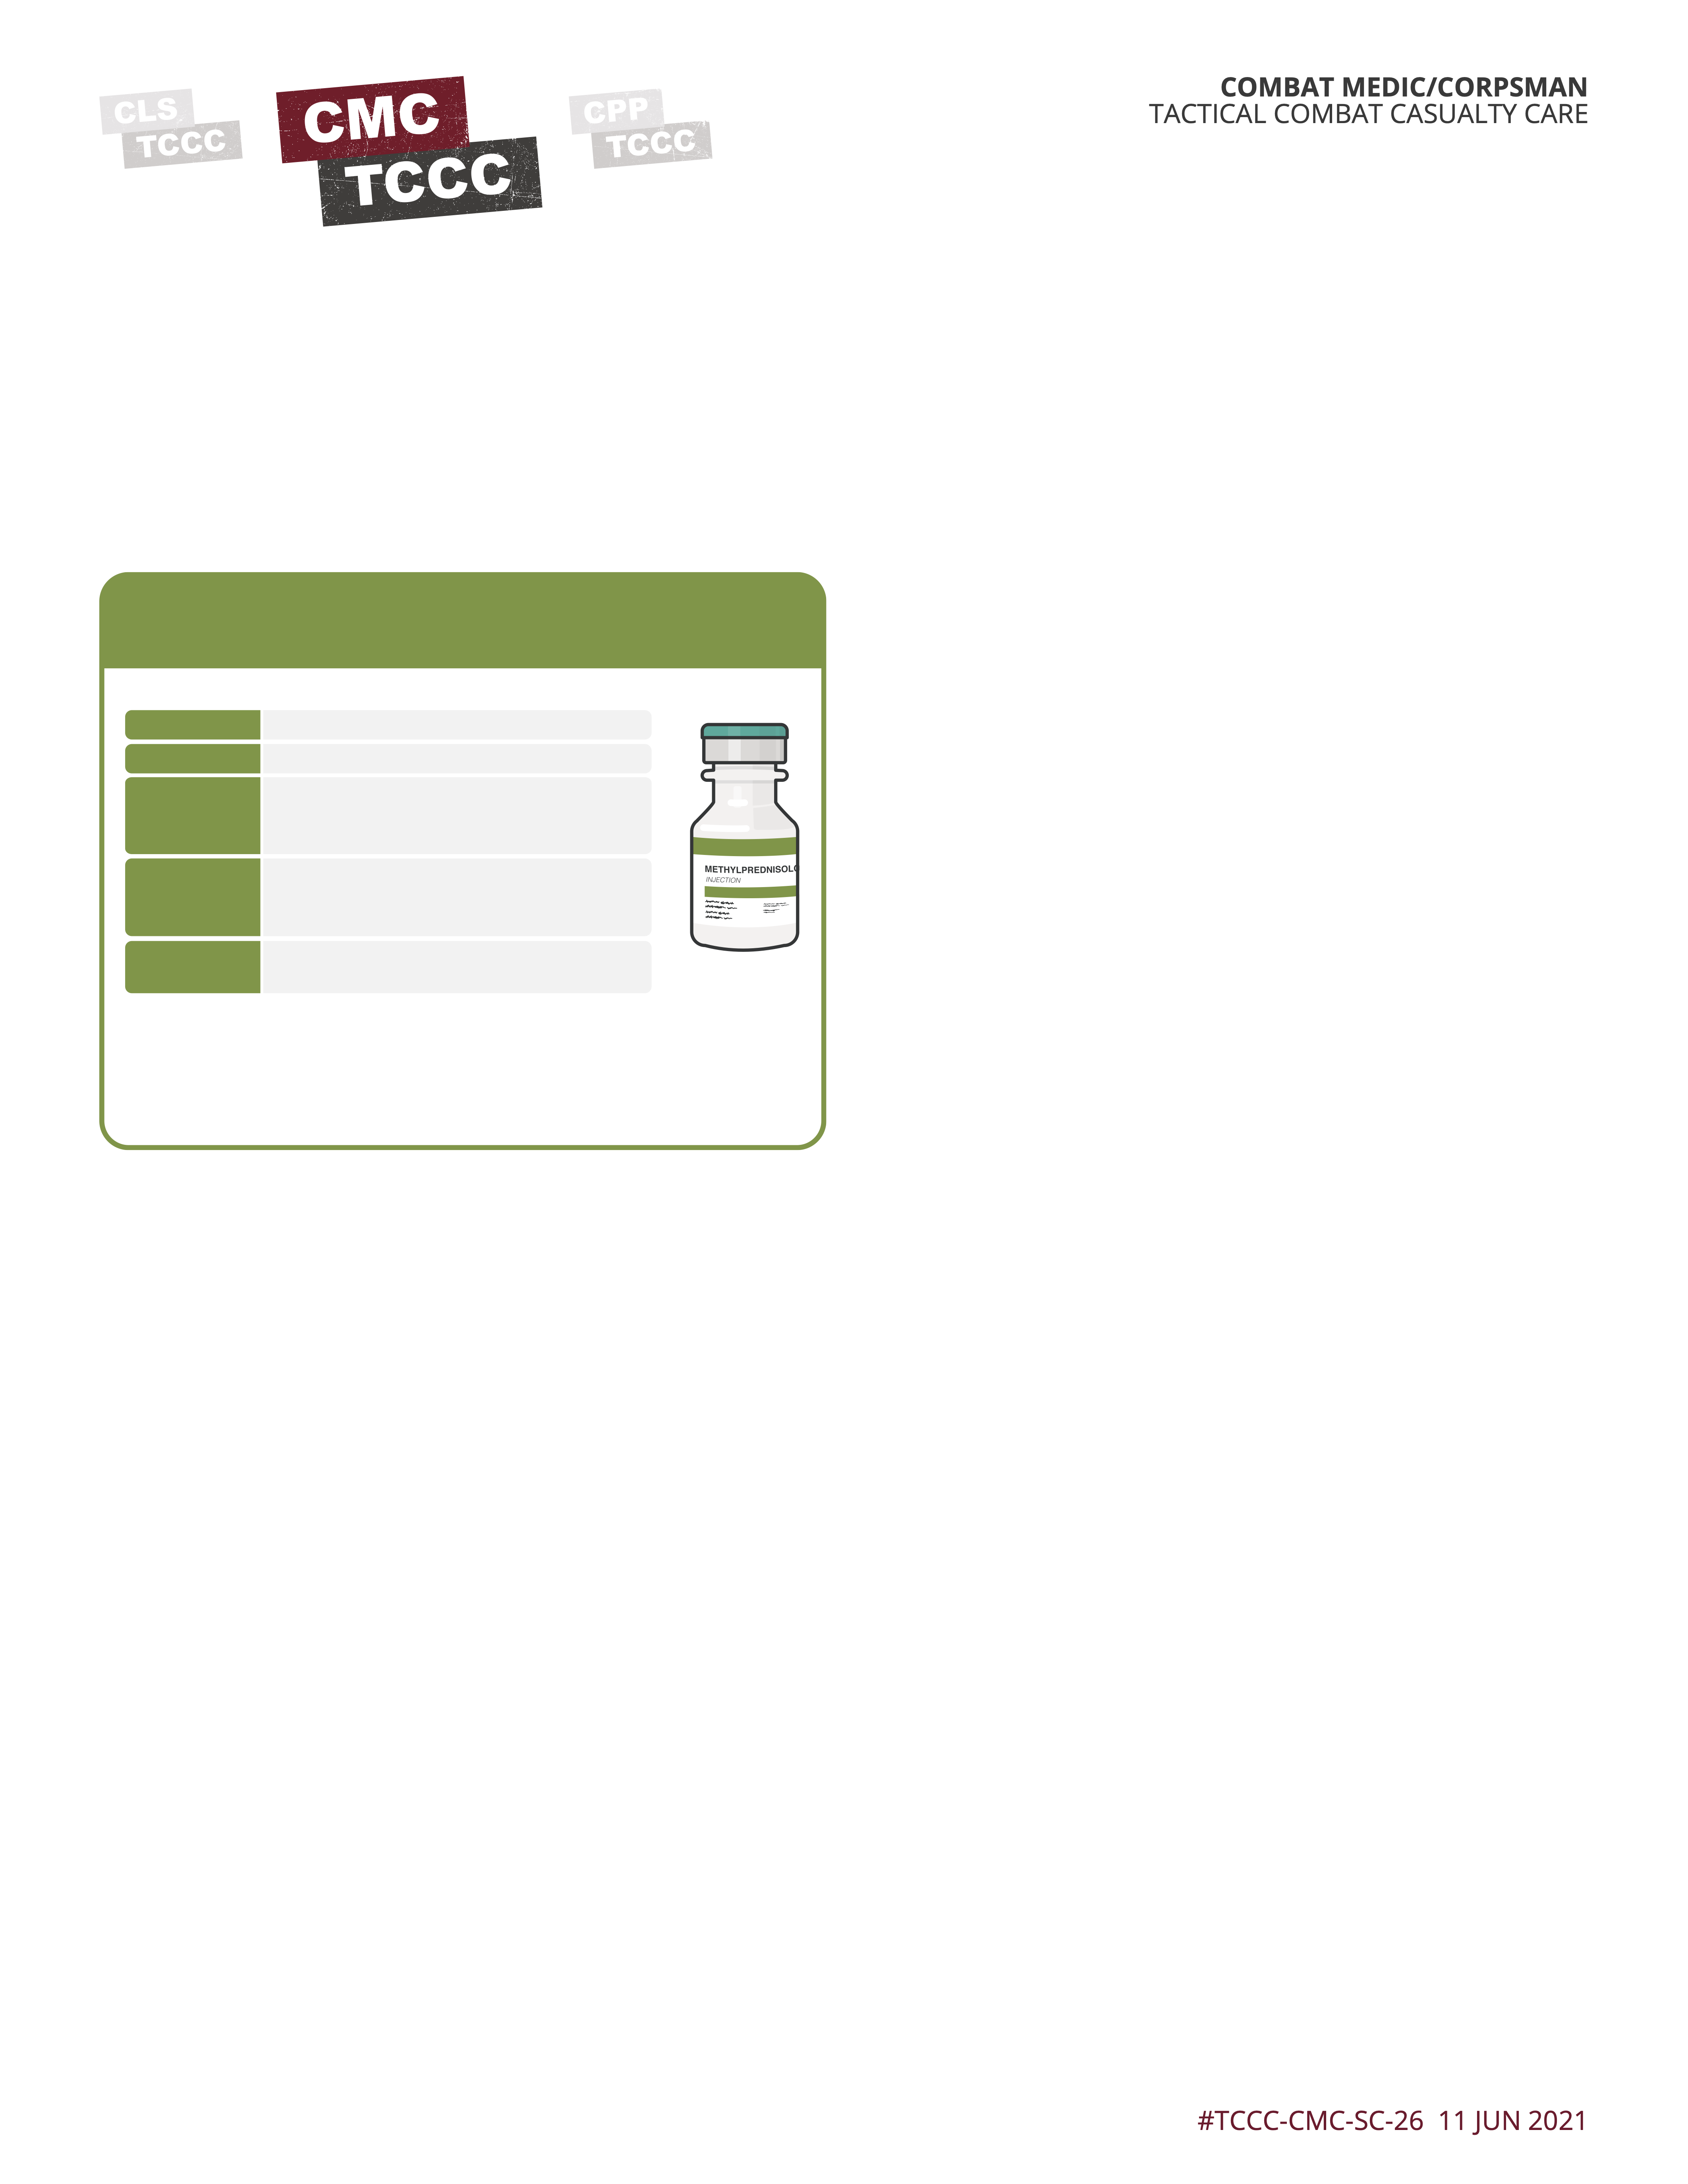 CLS
TCCC
CMC
TCCC
CPP
TCCC
COMBAT MEDIC/CORPSMAN
TACTICAL COMBAT CASUALTY CARE
METHYLPREDNISOLO
INJECTION
#TCCC-CMC-SC-26 11 JUN 2021